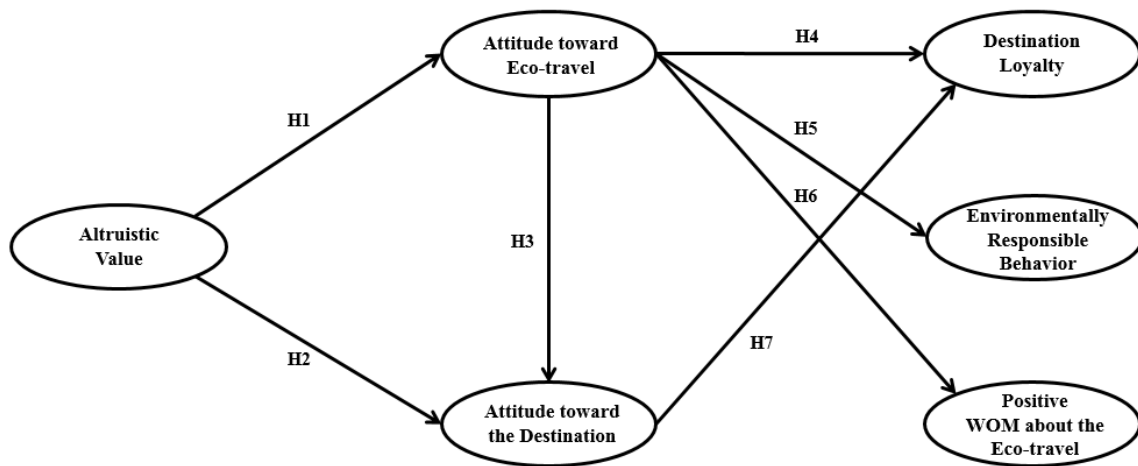 Attitude toward
Eco-travel
H4
Destination
Loyalty
H1
H5
H6
Altruistic
Value
H3
Environmentally
Responsible
Behavior
H2
H7
Attitude toward
the Destination
Positive
WOM about the
Eco-travel